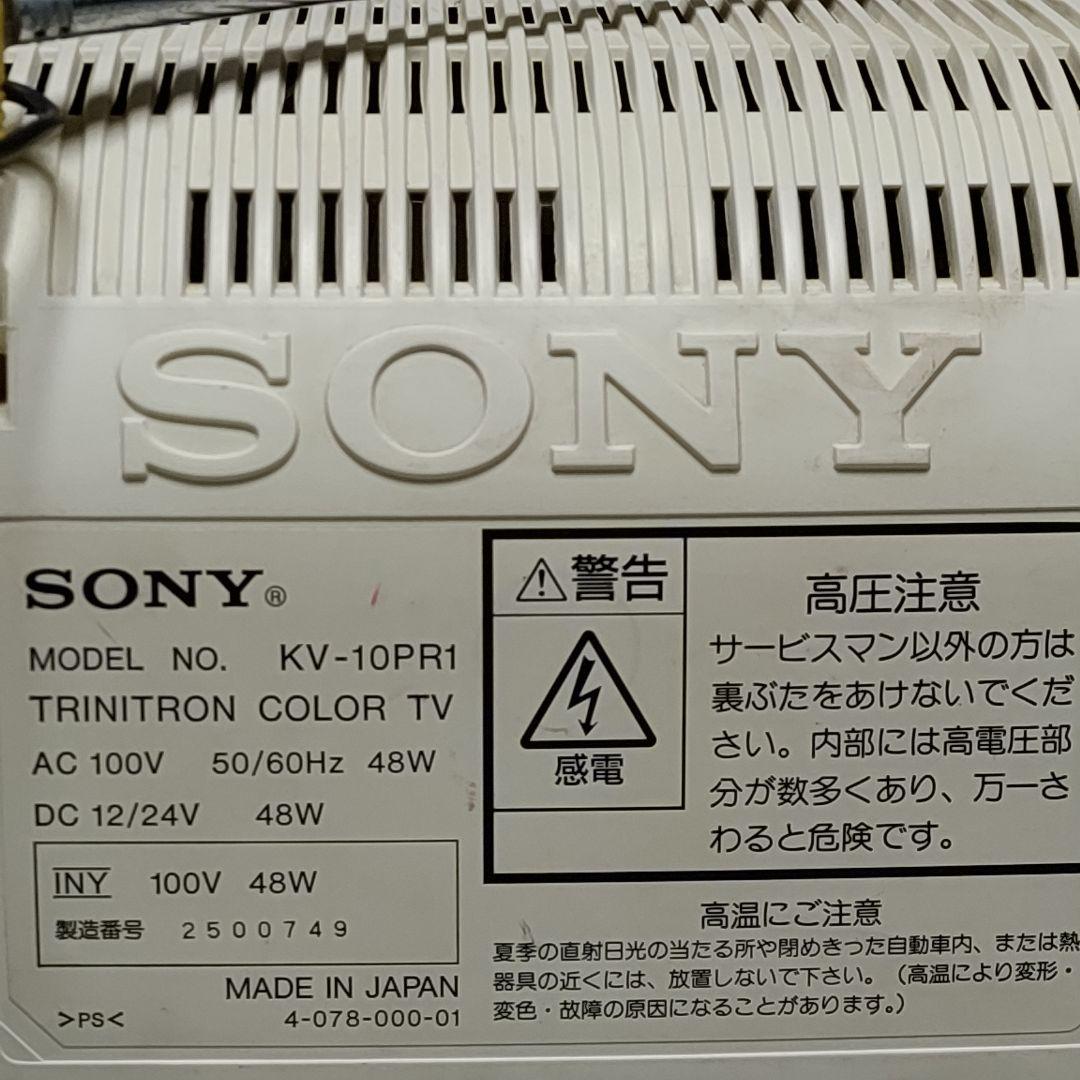 SONY
SONY®
MODEL NO. KV-10PR1
TRINITRON COLOR TV
AC 100V 50/60Hz 48W
DC 12/24V 48W
INY 100V 48W
製造番号 2500749
MADE IN JAPAN
>PS< 4-078-000-01
⚠警告
感電
高圧注意
サービスマン以外の方は
裏ぶたをあけないでくだ
さい。内部には高電圧部
分が数多くあり、万一さ
わると危険です。
高温にご注意
夏季の直射日光の当たる所や閉めきった自動車内、または熱
器具の近くには、放置しないで下さい。（高温により変形・
変色・故障の原因になることがあります。）